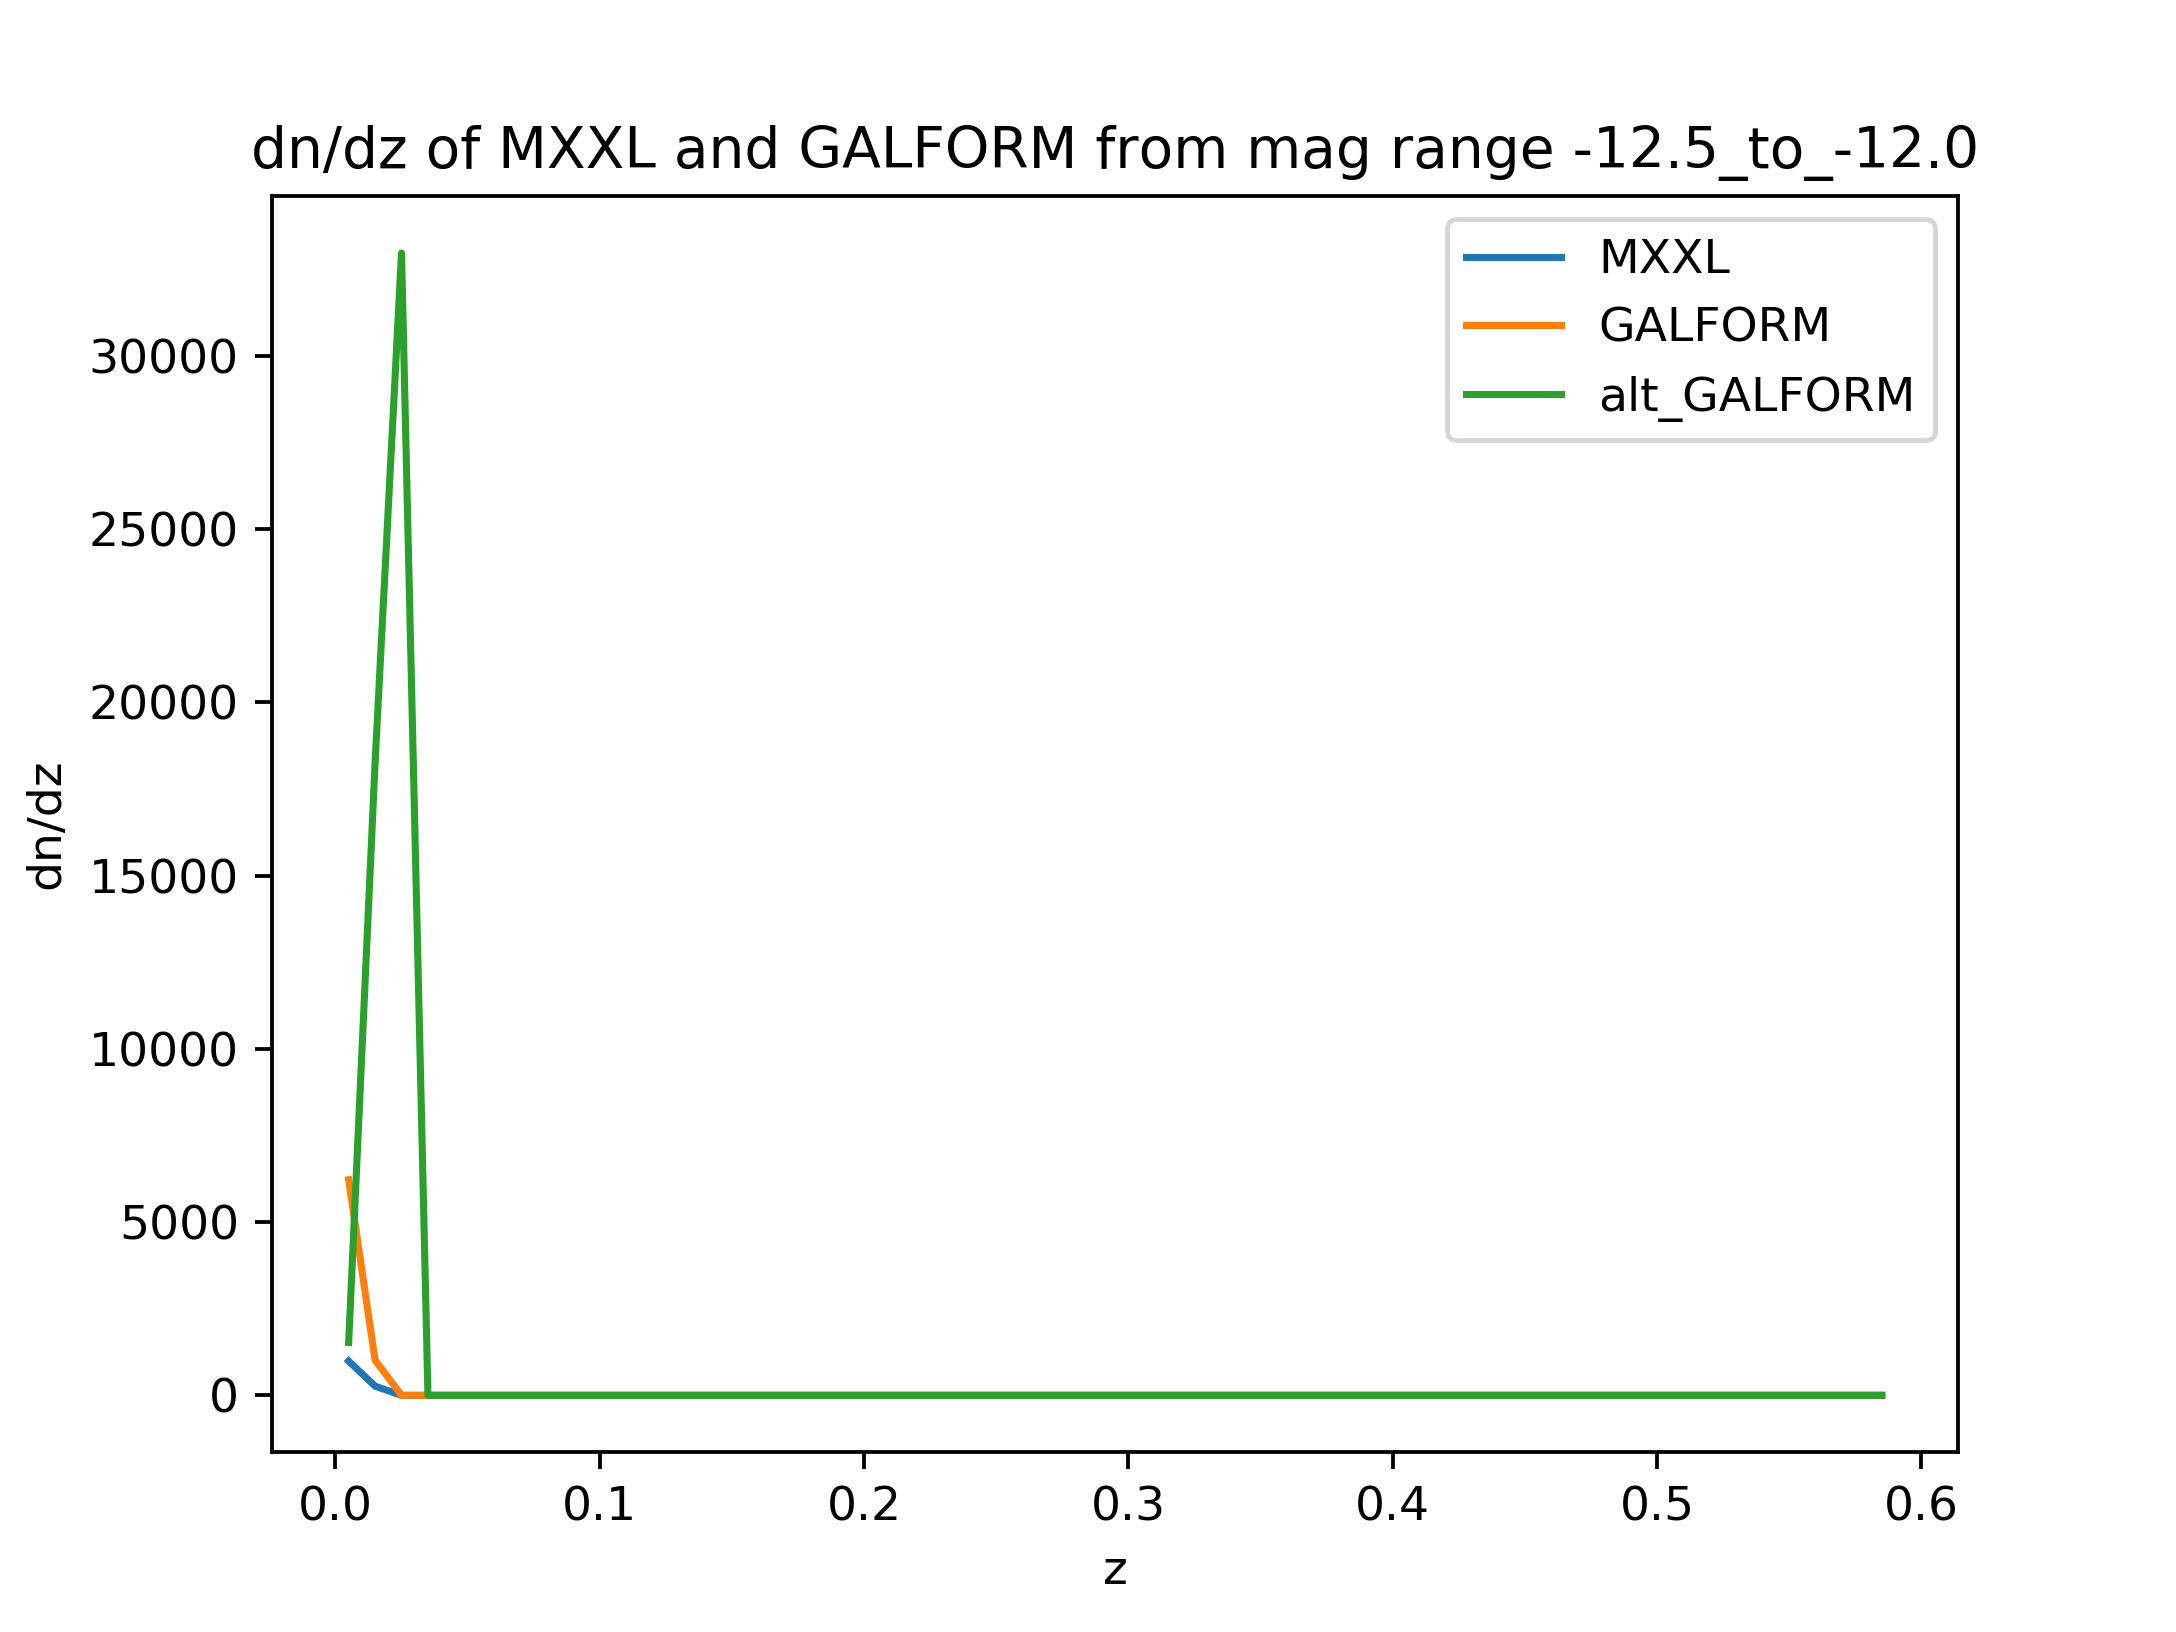 dn/dz of MXXL and GALFORM from mag range -12.5_to_-12.0
MXXL
GALFORM
alt_GALFORM
30000
25000
20000
15000
10000
5000
0
dn/dz
0.0 0.1 0.2 0.3 0.4 0.5 0.6
z